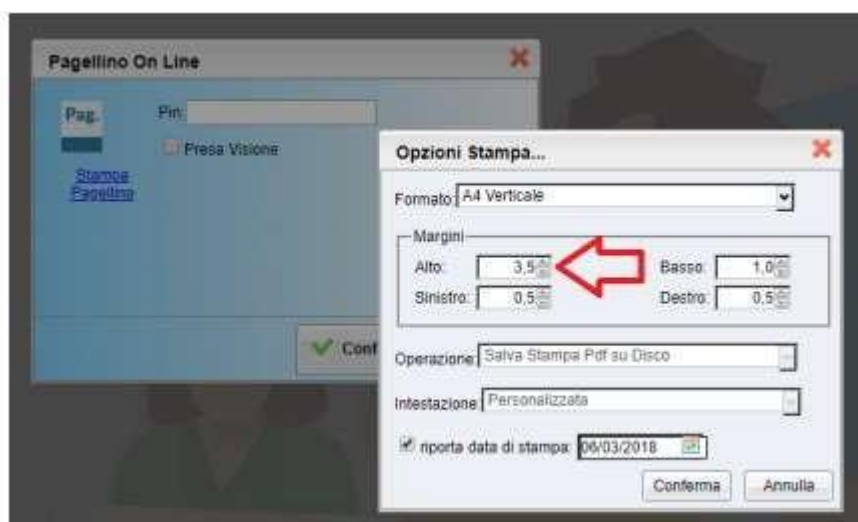 Pagellino On Line
Pag.
Pin:
Presa Visione
Stampa
Pagellino
Conf
Opzioni Stampa...
Formato: A4 Verticale
Margini
Alto: 3,5
Basso: 1,0
Sinistro: 0,5
Destro: 0,5
Operazione: Salva Stampa Pdf su Disco
Intestazione: Personalizzata
riporta data di stampa: 06/03/2018
Conferma
Annulla